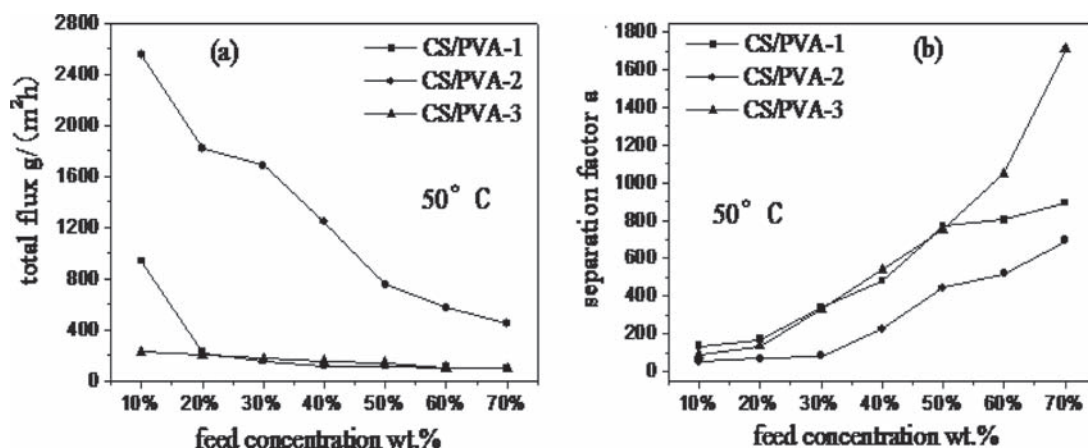 2800
2400
2000
1600
1200
800
400
0
total flux g/(m²h)
(a)
CS/PVA-1
CS/PVA-2
CS/PVA-3
50° C
10% 20% 30% 40% 50% 60% 70%
feed concentration wt.%
1800
1600
1400
1200
1000
800
600
400
200
0
separation factor a
(b)
CS/PVA-1
CS/PVA-2
CS/PVA-3
50° C
10% 20% 30% 40% 50% 60% 70%
feed concentration wt.%